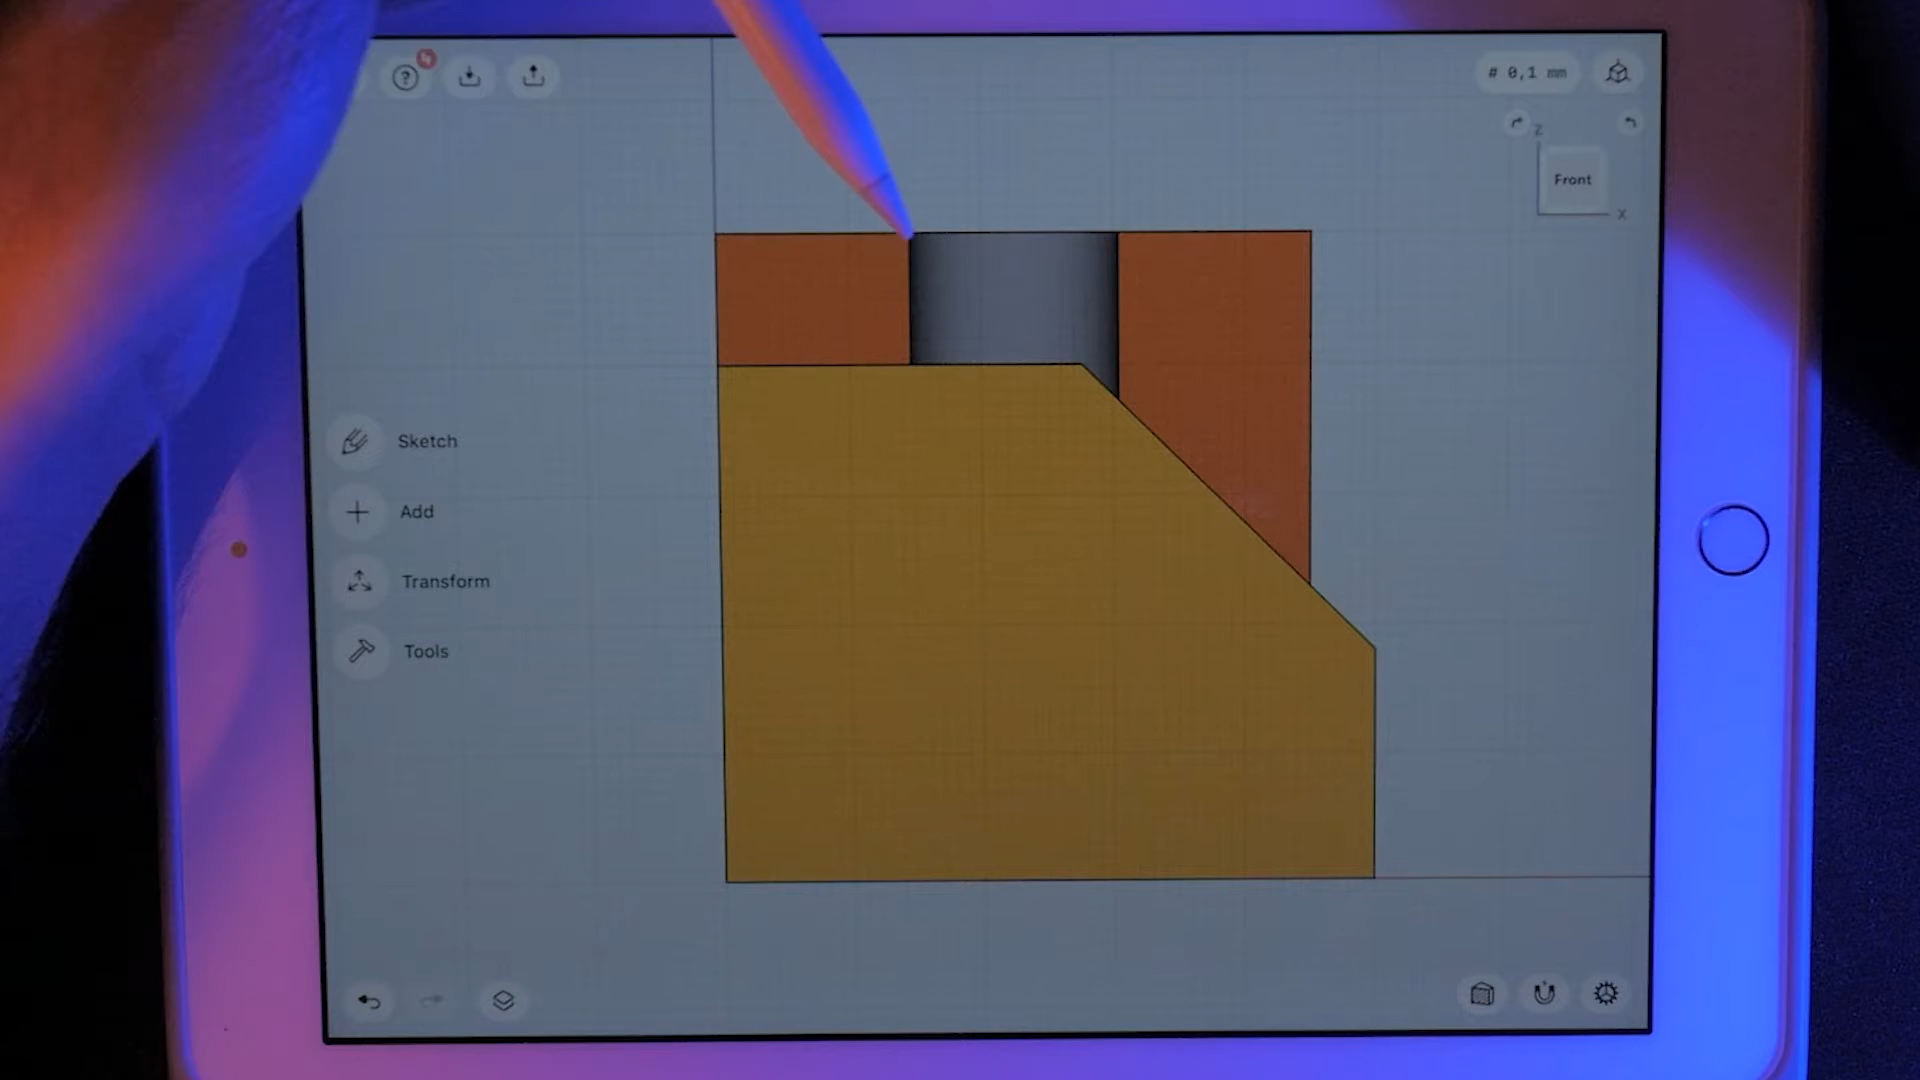 ?
# 0,1 mm
Z
Front
X
Sketch
Add
Transform
Tools